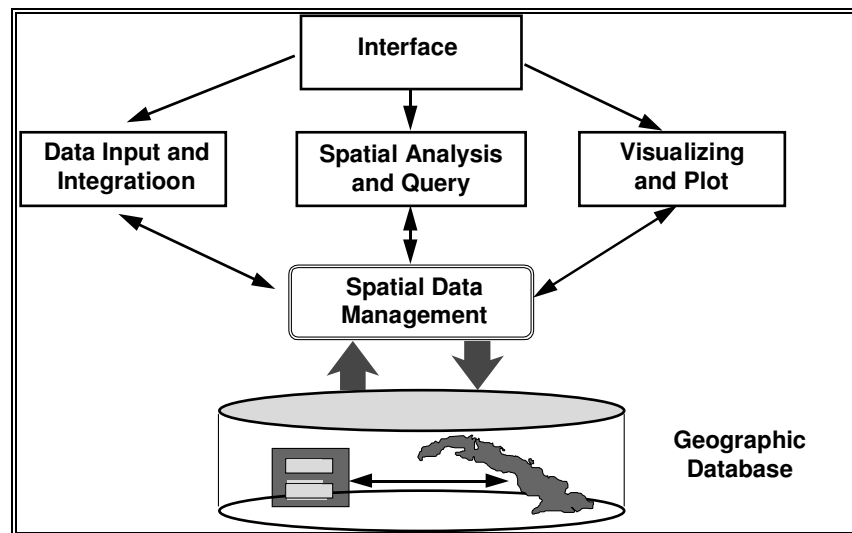 Interface
Data Input and
Integratioon
Spatial Analysis
and Query
Visualizing
and Plot
Spatial Data
Management
Geographic
Database